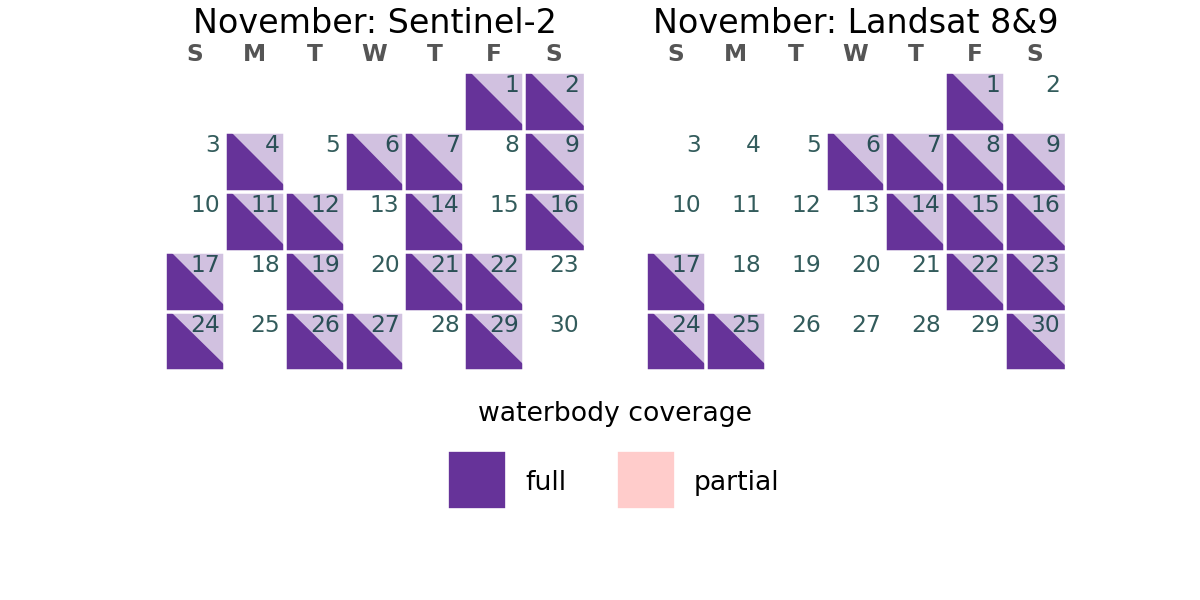 November: Sentinel-2
S M T W T F S
1 2
3 4 5 6 7 8 9
10 11 12 13 14 15 16
17 18 19 20 21 22 23
24 25 26 27 28 29 30
November: Landsat 8&9
S M T W T F S
1 2
3 4 5 6 7 8 9
10 11 12 13 14 15 16
17 18 19 20 21 22 23
24 25 26 27 28 29 30
waterbody coverage
full partial